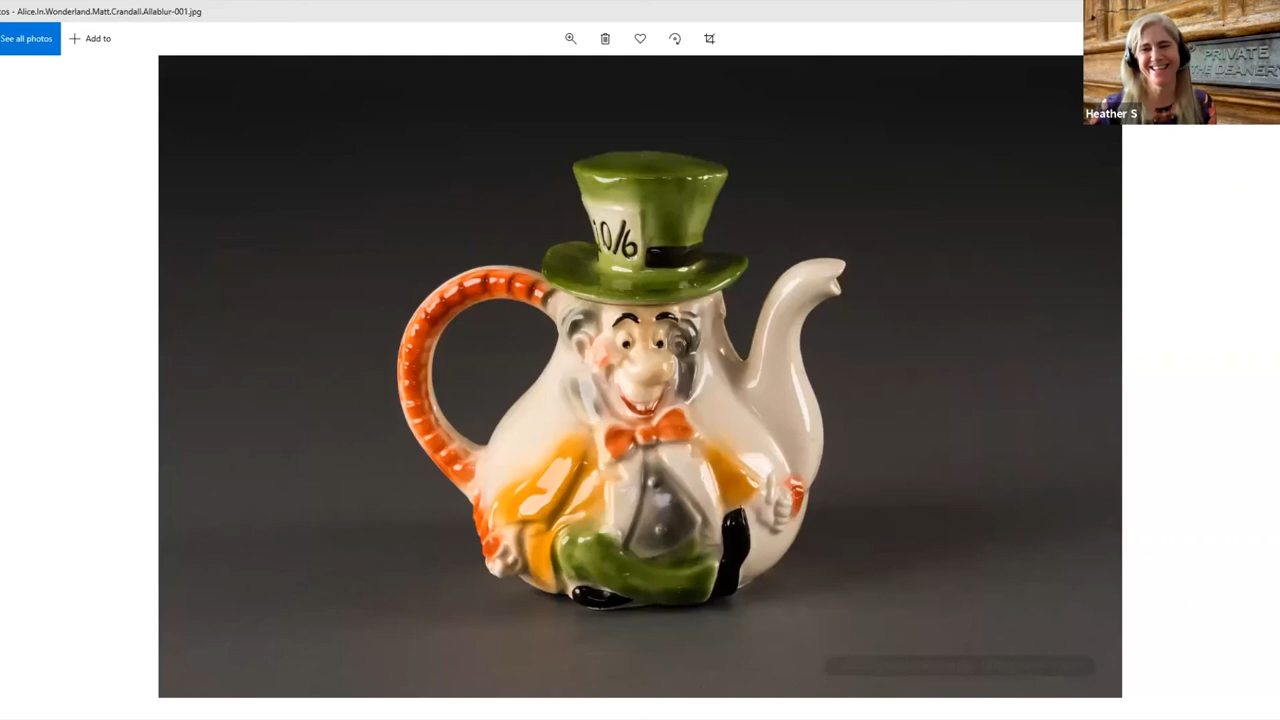 os - Alice.In.Wonderland.Matt.Crandall.Allablur-001.jpg
See all photos
Add to
PRIVATE
THE DEANERY
Heather S
10/6